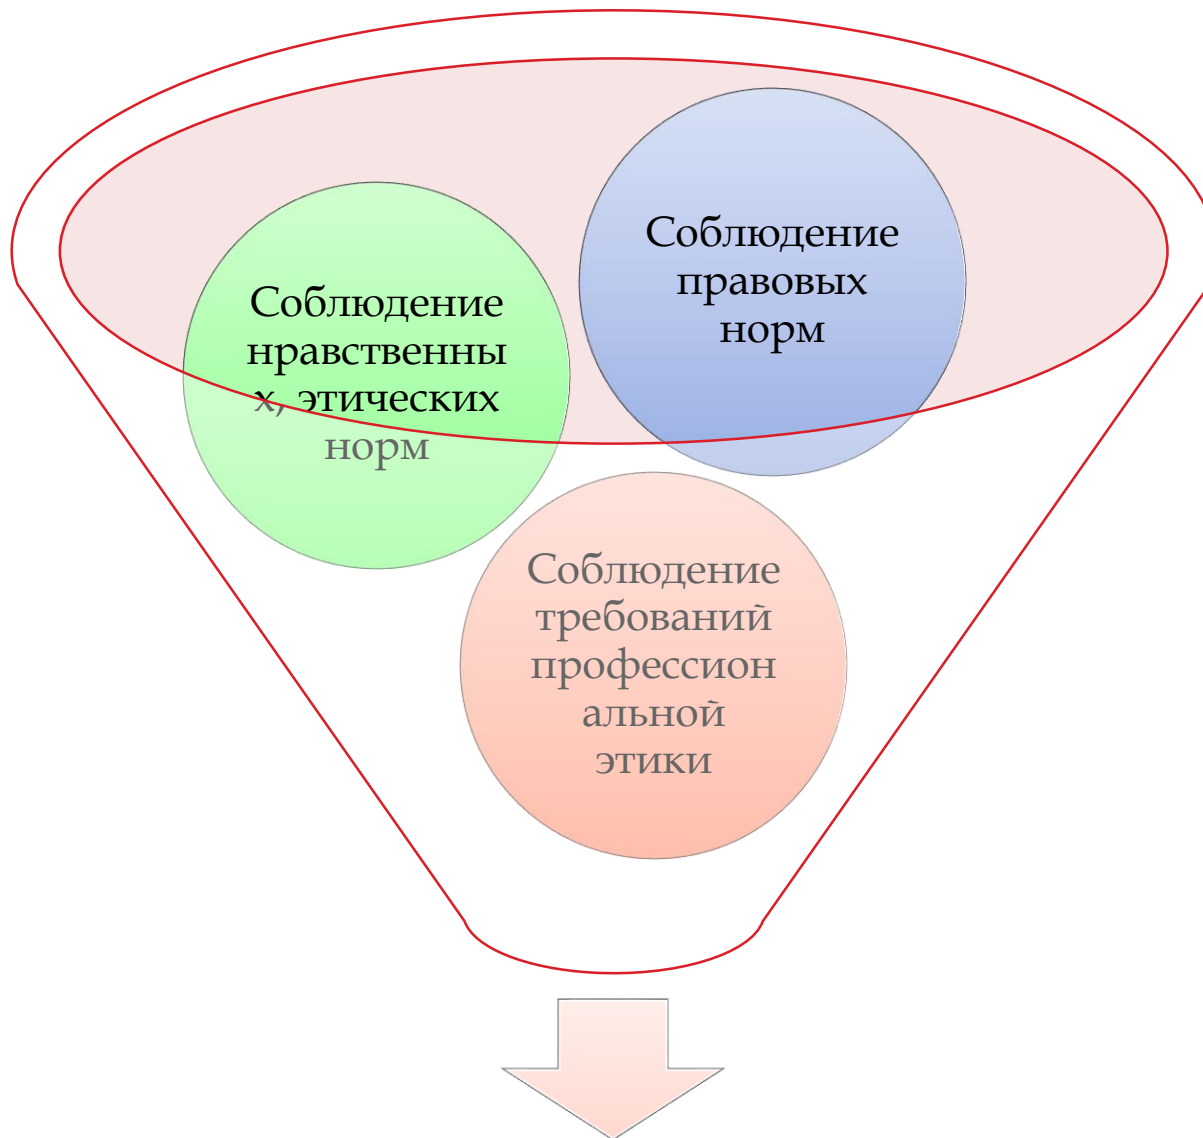 Соблюдение
правовых
норм
Соблюдение
нравственны
х, этических
норм
Соблюдение
требований
профессион
альной
этики